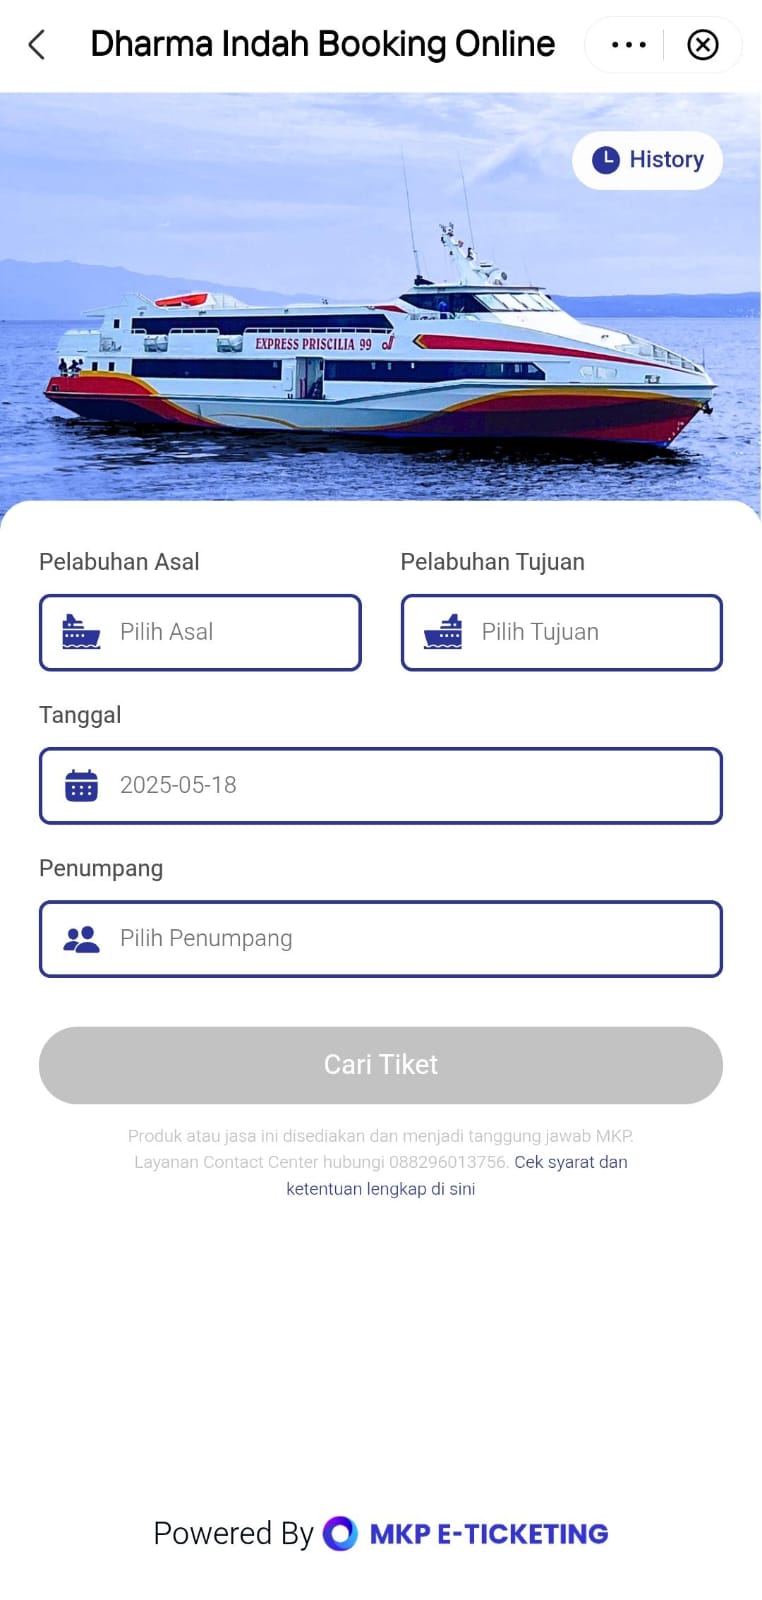 Dharma Indah Booking Online
History
EXPRESS PRISCILIA 99
Pelabuhan Asal
Pelabuhan Tujuan
Pilih Asal
Pilih Tujuan
Tanggal
2025-05-18
Penumpang
Pilih Penumpang
Cari Tiket
Produk atau jasa ini disediakan dan menjadi tanggung jawab MKP.
Layanan Contact Center hubungi 088296013756. Cek syarat dan
ketentuan lengkap di sini
Powered By MKP E-TICKETING